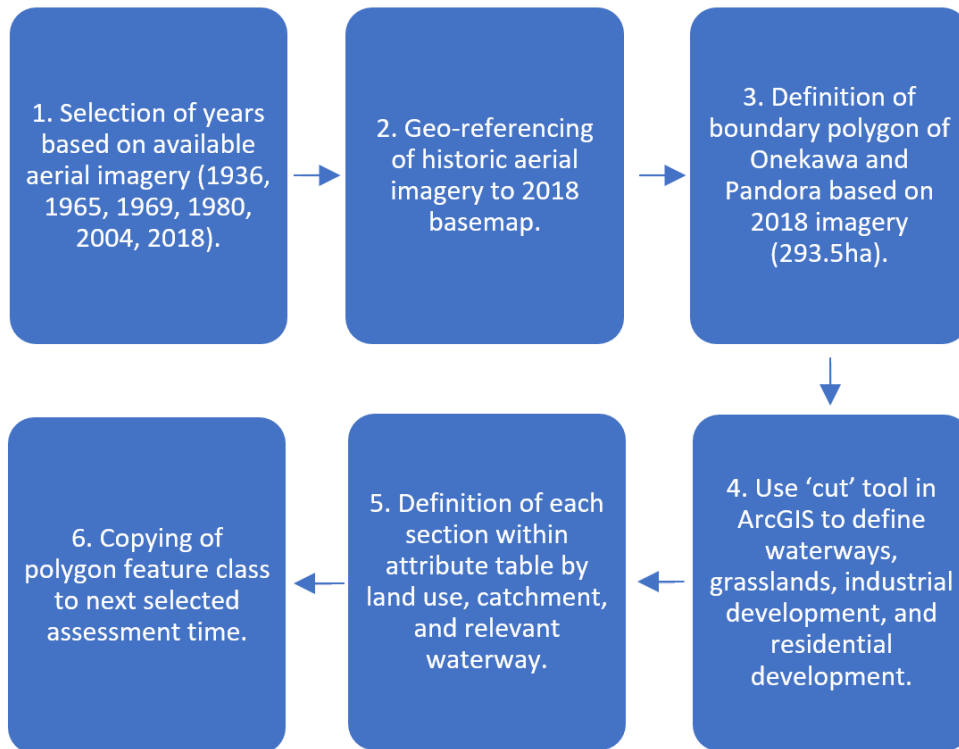 1. Selection of years
based on available
aerial imagery (1936,
1965, 1969, 1980,
2004, 2018).
2. Geo-referencing
of historic aerial
imagery to 2018
basemap.
3. Definition of
boundary polygon of
Onekawa and
Pandora based on
2018 imagery
(293.5ha).
4. Use ‘cut’ tool in
ArcGIS to define
waterways,
grasslands, industrial
development, and
residential
development.
5. Definition of each
section within
attribute table by
land use, catchment,
and relevant
waterway.
6. Copying of
polygon feature class
to next selected
assessment time.